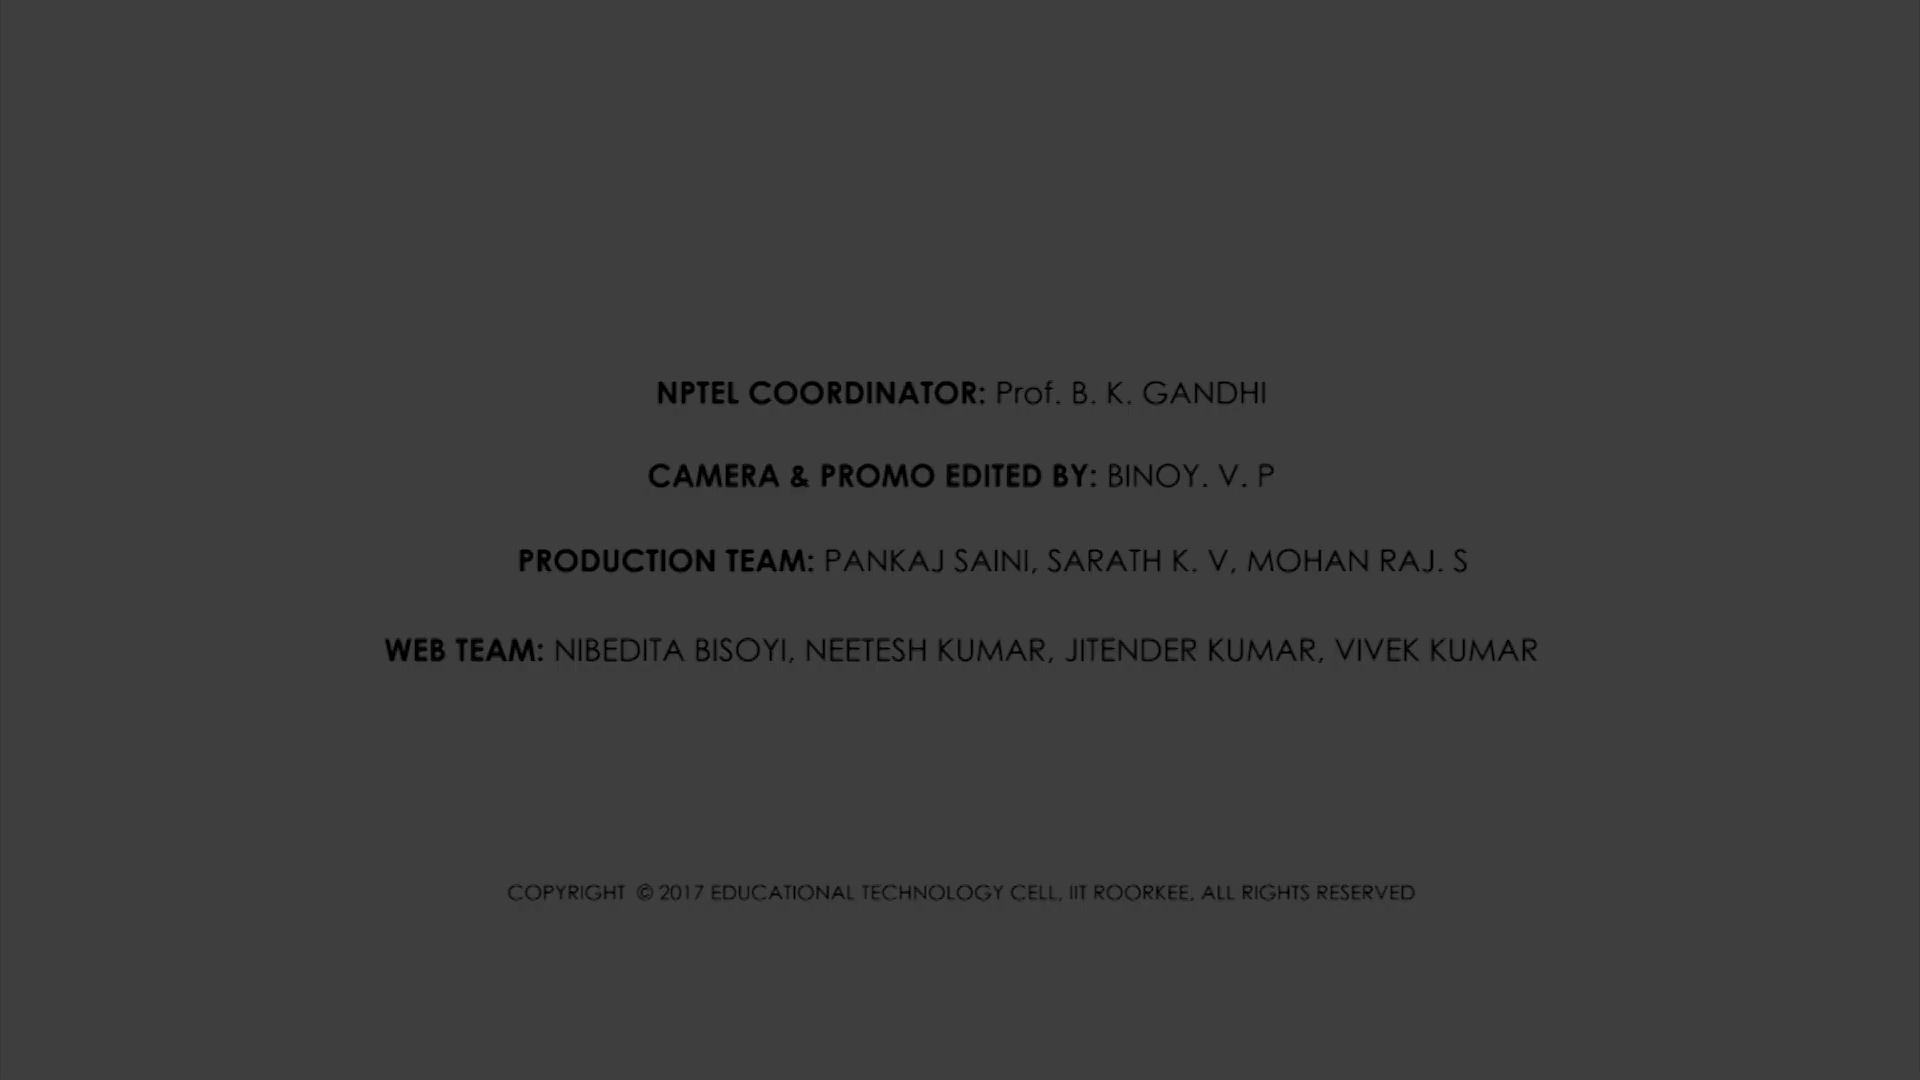 NPTEL COORDINATOR: Prof. B. K. GANDHI
CAMERA & PROMO EDITED BY: BINOY. V. P
PRODUCTION TEAM: PANKAJ SAINI, SARATH K. V, MOHAN RAJ. S
WEB TEAM: NIBEDITA BISOYI, NEETESH KUMAR, JITENDER KUMAR, VIVEK KUMAR
COPYRIGHT © 2017 EDUCATIONAL TECHNOLOGY CELL, IIT ROORKEE, ALL RIGHTS RESERVED